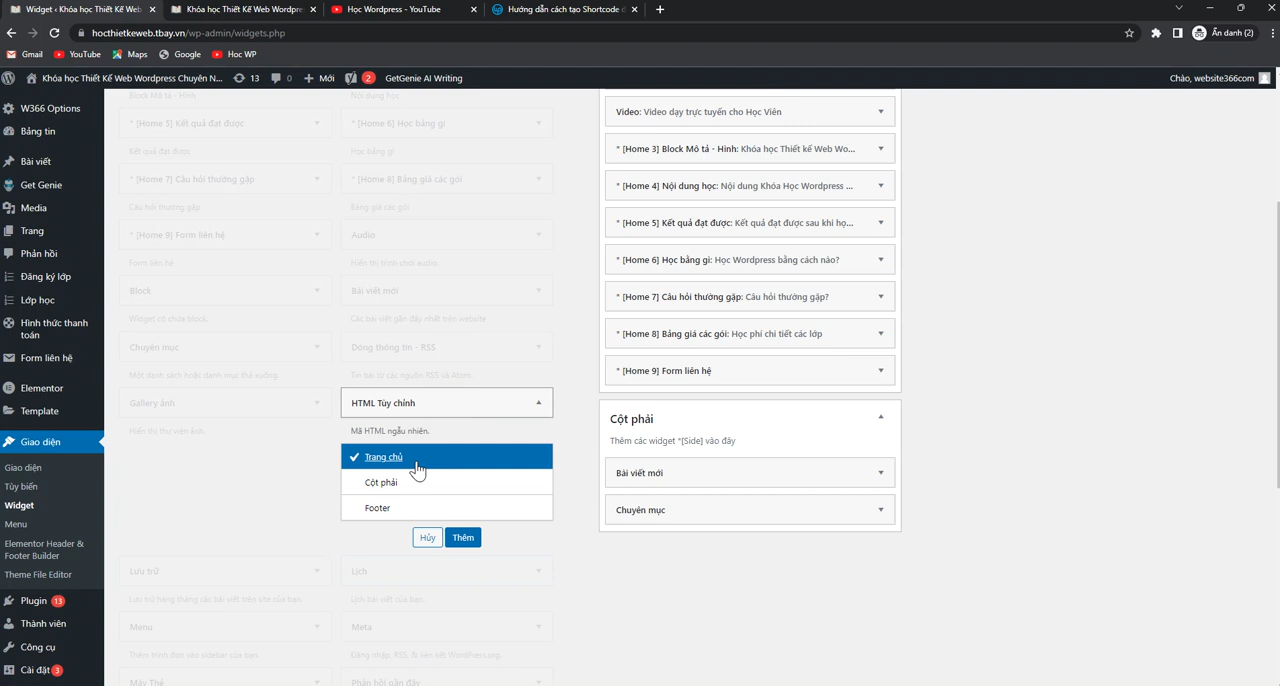 Widget ‹ Khóa học Thiết Kế Web
Khóa học Thiết Kế Web Wordpre
Học Wordpress - YouTube
Hướng dẫn cách tạo Shortcode c
hocthietkeweb.tbay.vn/wp-admin/widgets.php
Ẩn danh (2)
Gmail
YouTube
Maps
Google
Hoc WP
Khóa học Thiết Kế Web Wordpress Chuyên N...
13
0
Mới
2
GetGenie AI Writing
Chào, website366com
W366 Options
Bảng tin
Bài viết
Get Genie
Media
Trang
Phản hồi
Đăng ký lớp
Lớp học
Hình thức thanh
toán
Form liên hệ
Elementor
Template
Giao diện
Giao diện
Tùy biến
Widget
Menu
Elementor Header &
Footer Builder
Theme File Editor
Plugin 13
Thành viên
Công cụ
Cài đặt 3
Block Mô tả - Hình
Nội dung học
* [Home 5] Kết quả đạt được
* [Home 6] Học bằng gì
Kết quả đạt được
Học bằng gì
* [Home 7] Câu hỏi thường gặp
* [Home 8] Bảng giá các gói
Câu hỏi thường gặp
Bảng giá các gói
* [Home 9] Form liên hệ
Audio
Form liên hệ
Hiển thị trình chơi audio.
Block
Bài viết mới
Widget có chứa block.
Các bài viết gần đây nhất trên website
Chuyên mục
Dòng thông tin - RSS
Một danh sách hoặc danh mục thả xuống.
Tin bài từ các nguồn RSS và Atom
Gallery ảnh
HTML Tùy chỉnh
Hiển thị thư viện ảnh.
Mã HTML ngẫu nhiên.
Trang chủ
Cột phải
Footer
Hủy
Thêm
Lưu trữ
Lịch
Lưu trữ hàng tháng các bài viết trên site của bạn.
Lịch bài viết của bạn.
Menu
Meta
Thêm trình đơn vào sidebar của bạn.
Đăng nhập, RSS, & liên kết WordPress.org.
Mây Thẻ
Phản hồi gần đây
Video: Video dạy trực tuyến cho Học Viên
* [Home 3] Block Mô tả - Hình: Khóa học Thiết kế Web Wo...
* [Home 4] Nội dung học: Nội dung Khóa Học Wordpress ...
* [Home 5] Kết quả đạt được: Kết quả đạt được sau khi họ...
* [Home 6] Học bằng gì: Học Wordpress bằng cách nào?
* [Home 7] Câu hỏi thường gặp: Câu hỏi thường gặp?
* [Home 8] Bảng giá các gói: Học phí chi tiết các lớp
* [Home 9] Form liên hệ
Cột phải
Thêm các widget *[Side] vào đây
Bài viết mới
Chuyên mục